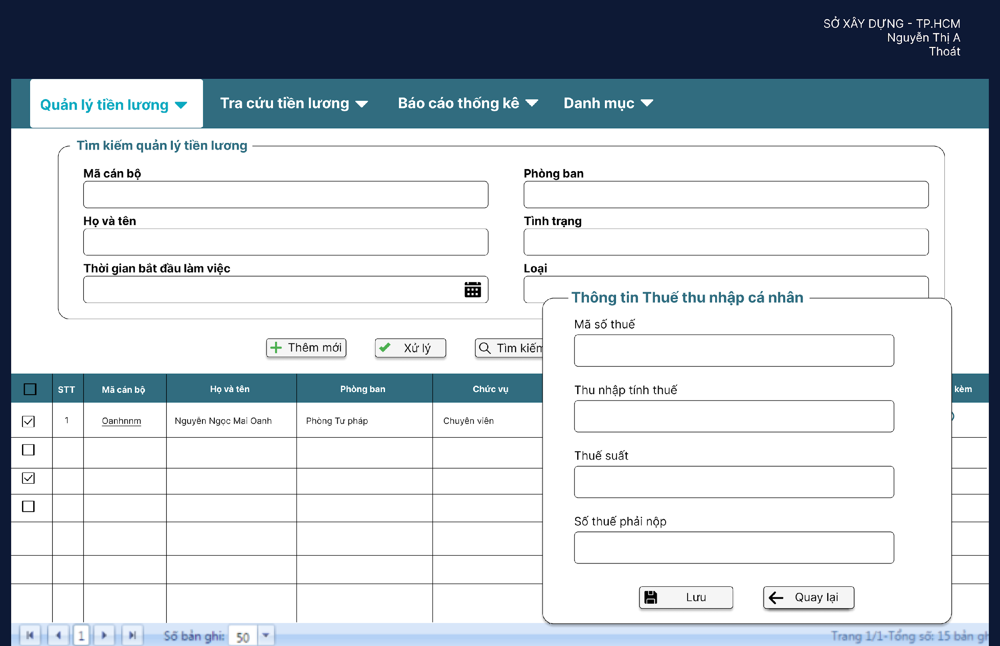 SỞ XÂY DỰNG - TP.HCM
Nguyễn Thị A
Thoát
Quản lý tiền lương
Tra cứu tiền lương
Báo cáo thống kê
Danh mục
Tìm kiếm quản lý tiền lương
Mã cán bộ
Phòng ban
Họ và tên
Tình trạng
Thời gian bắt đầu làm việc
Loại
Thêm mới
Xử lý
Tìm kiếm
Thông tin Thuế thu nhập cá nhân
Mã số thuế
Thu nhập tính thuế
Thuế suất
Số thuế phải nộp
Lưu
Quay lại
STT
Mã cán bộ
Họ và tên
Phòng ban
Chức vụ
kèm
1
Oanhnnm
Nguyễn Ngọc Mai Oanh
Phòng Tư pháp
Chuyên viên
1
Số bản ghi: 50
Trang 1/1-Tổng số: 15 bản gh